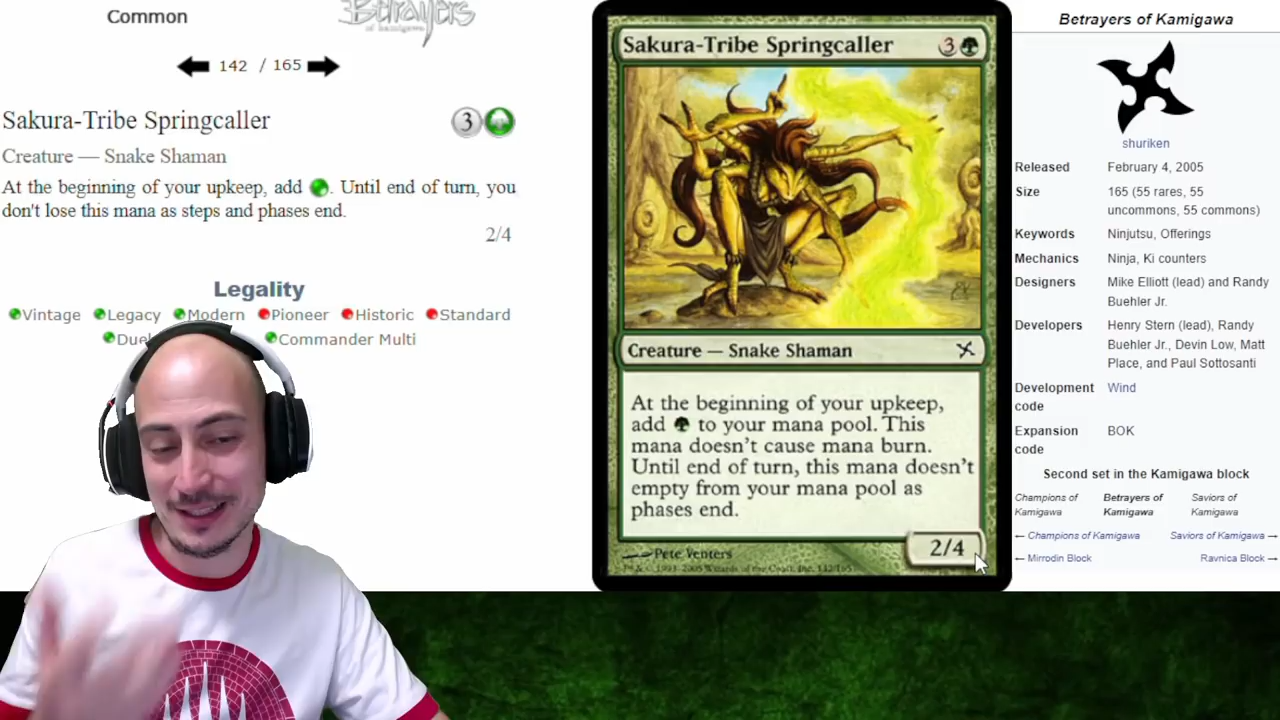 Common
Betrayers
of Kamigawa
142 / 165
Sakura-Tribe Springcaller
3
Creature — Snake Shaman
At the beginning of your upkeep, add . Until end of turn, you
don't lose this mana as steps and phases end.
2/4
Legality
Vintage Legacy Modern Pioneer Historic Standard
Commander Multi
Sakura-Tribe Springcaller 3
Creature — Snake Shaman
At the beginning of your upkeep,
add to your mana pool. This
mana doesn't cause mana burn.
Until end of turn, this mana doesn't
empty from your mana pool as
phases end.
2/4
Pete Venters
Betrayers of Kamigawa
shuriken
Released February 4, 2005
Size 165 (55 rares, 55
uncommons, 55 commons)
Keywords Ninjutsu, Offerings
Mechanics Ninja, Ki counters
Designers Mike Elliott (lead) and Randy
Buehler Jr.
Developers Henry Stern (lead), Randy
Buehler Jr., Devin Low, Matt
Place, and Paul Sottosanti
Development Wind
code
Expansion BOK
code
Second set in the Kamigawa block
Champions of Betrayers of Saviors of
Kamigawa Kamigawa Kamigawa
← Champions of Kamigawa Saviors of Kamigawa →
← Mirrodin Block Ravnica Block →